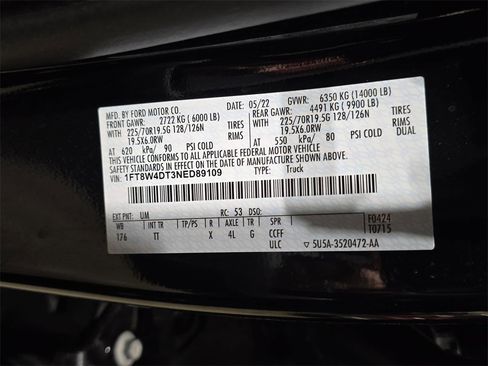 MFD. BY FORD MOTOR CO.
DATE: 05/22 GVWR: 6350 KG (14000 LB)
FRONT GAWR: 2722 KG ( 6000 LB) REAR GAWR: 4491 KG ( 9900 LB)
WITH 225/70R19.5G 128/126N TIRES WITH 225/70R19.5G 128/126N TIRES
19.5X6.0RW RIMS 19.5X6.0RW RIMS
AT 620 kPa/ 90 PSI COLD AT 550 kPa/ 80 PSI COLD DUAL
THIS VEHICLE CONFORMS TO ALL APPLICABLE FEDERAL MOTOR VEHICLE
SAFETY STANDARDS IN EFFECT ON THE DATE OF MANUFACTURE SHOWN ABOVE.
VIN: 1FT8W4DT3NED89109 TYPE: Truck
EXT PNT: UM RC: 53 DSO:
WB INT TR TP/PS R AXLE TR SPR F0424
176 TT X 4L G CCFF T0715
ULC ▽ 5U5A-3520472-AA